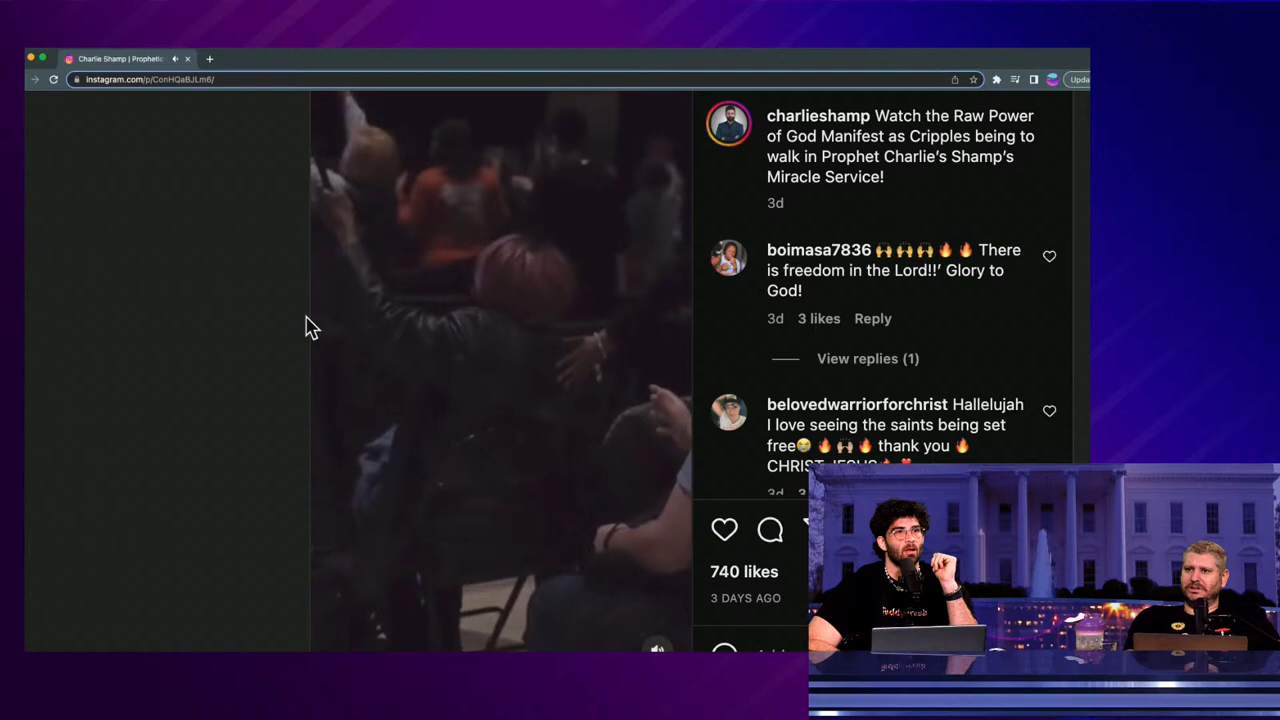 Charlie Shamp | Prophetic
instagram.com/p/ConHQaBJLm6/
Upda
charlieshamp Watch the Raw Power
of God Manifest as Cripples being to
walk in Prophet Charlie's Shamp's
Miracle Service!
3d
boimasa7836 🙌🙌🙌🔥🔥 There
is freedom in the Lord!!' Glory to
God!
3d 3 likes Reply
View replies (1)
belovedwarriorforchrist Hallelujah
I love seeing the saints being set
free😭🔥🙌🏼🔥 thank you 🔥
3d 3
740 likes
3 DAYS AGO